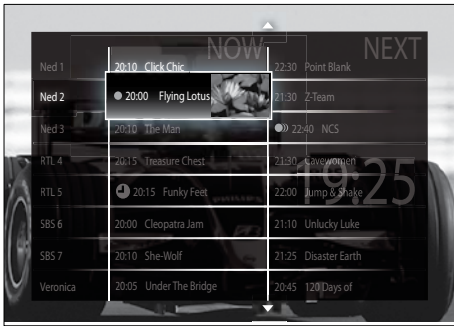 NOW NEXT
Ned 1 20:10 Click Chic 22:30 Point Blank
Ned 2 20:00 Flying Lotus 21:30 Z-Team
Ned 3 20:10 The Man 22:40 NCS
RTL 4 20:15 Treasure Chest 21:30 Cavewomen
19:25
RTL 5 20:15 Funky Feet 22:00 Jump & Shake
SBS 6 20:00 Cleopatra Jam 21:10 Unlucky Luke
SBS 7 20:10 She-Wolf 21:25 Disaster Earth
Veronica 20:05 Under The Bridge 20:45 120 Days of
PHILIPS